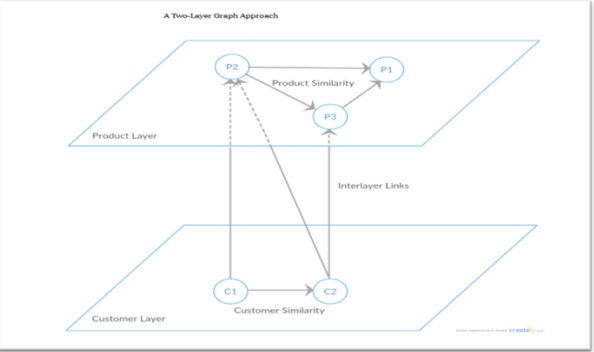 A Two-Layer Graph Approach
P2
P1
Product Similarity
P3
Product Layer
Interlayer Links
C1
C2
Customer Similarity
Customer Layer
creately